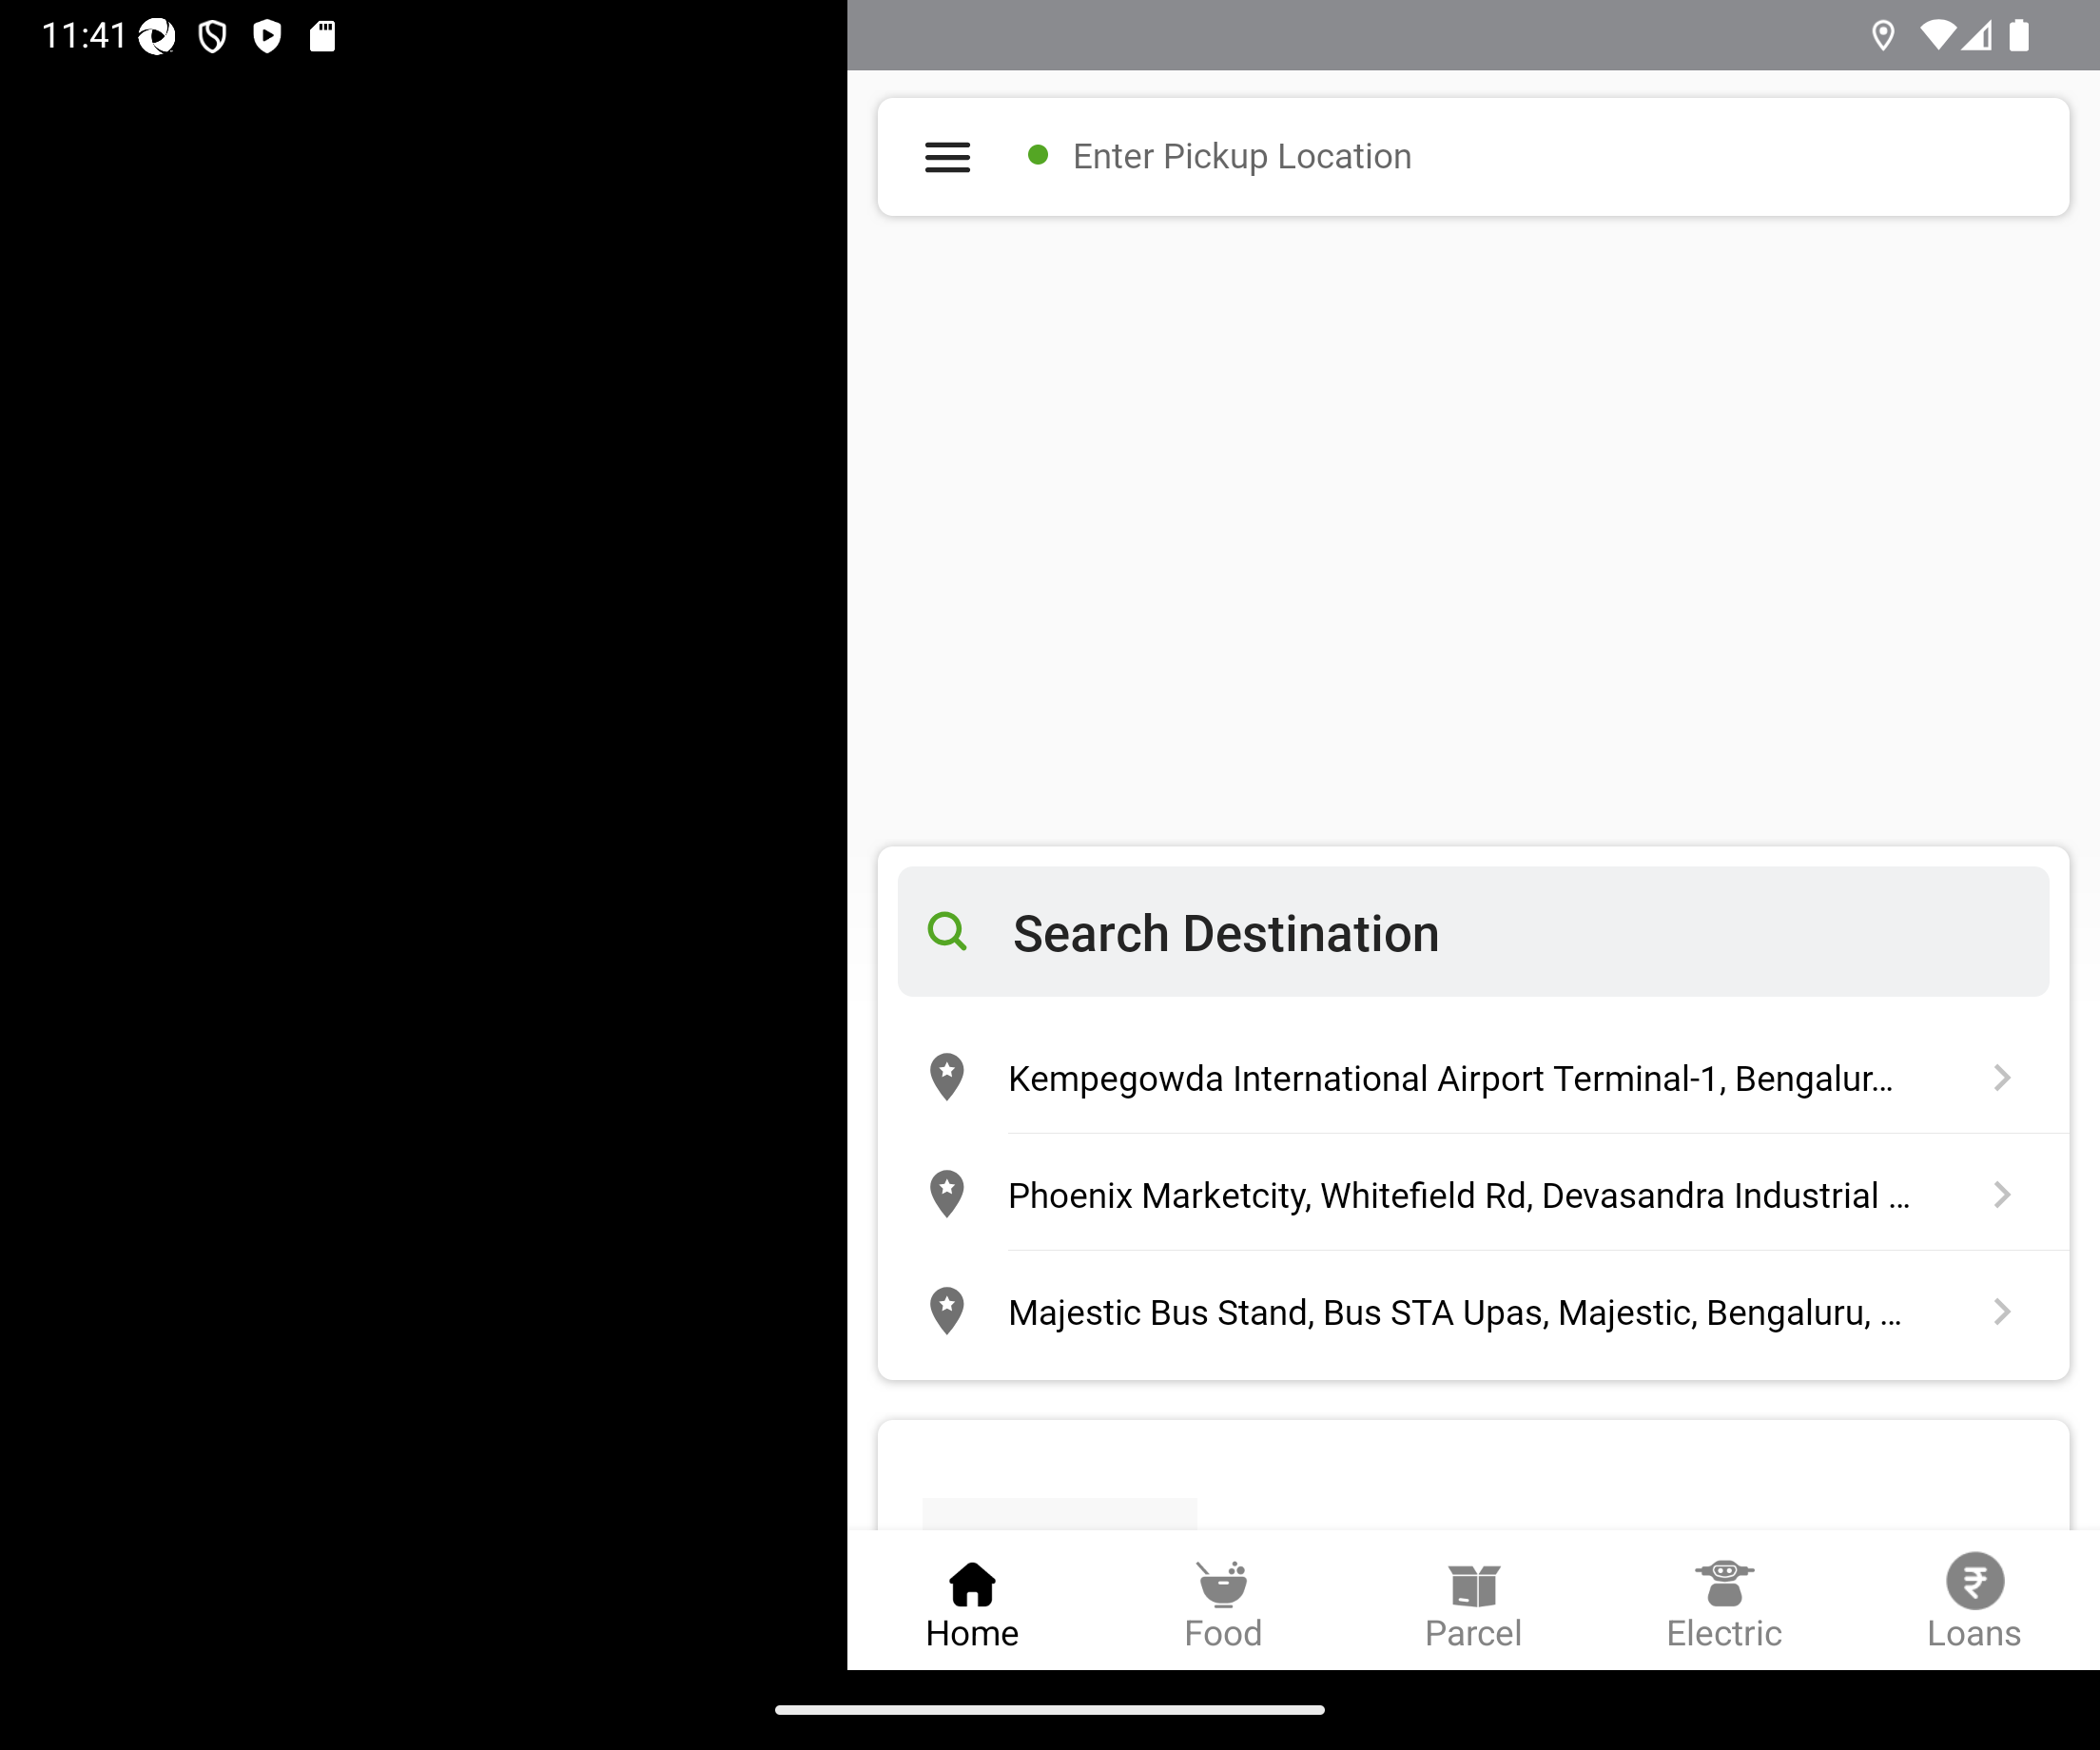 11:41
Enter Pickup Location
Search Destination
Kempegowda International Airport Terminal-1, Bengalur...
Phoenix Marketcity, Whitefield Rd, Devasandra Industrial ...
Majestic Bus Stand, Bus STA Upas, Majestic, Bengaluru, ...
Home Food Parcel Electric Loans